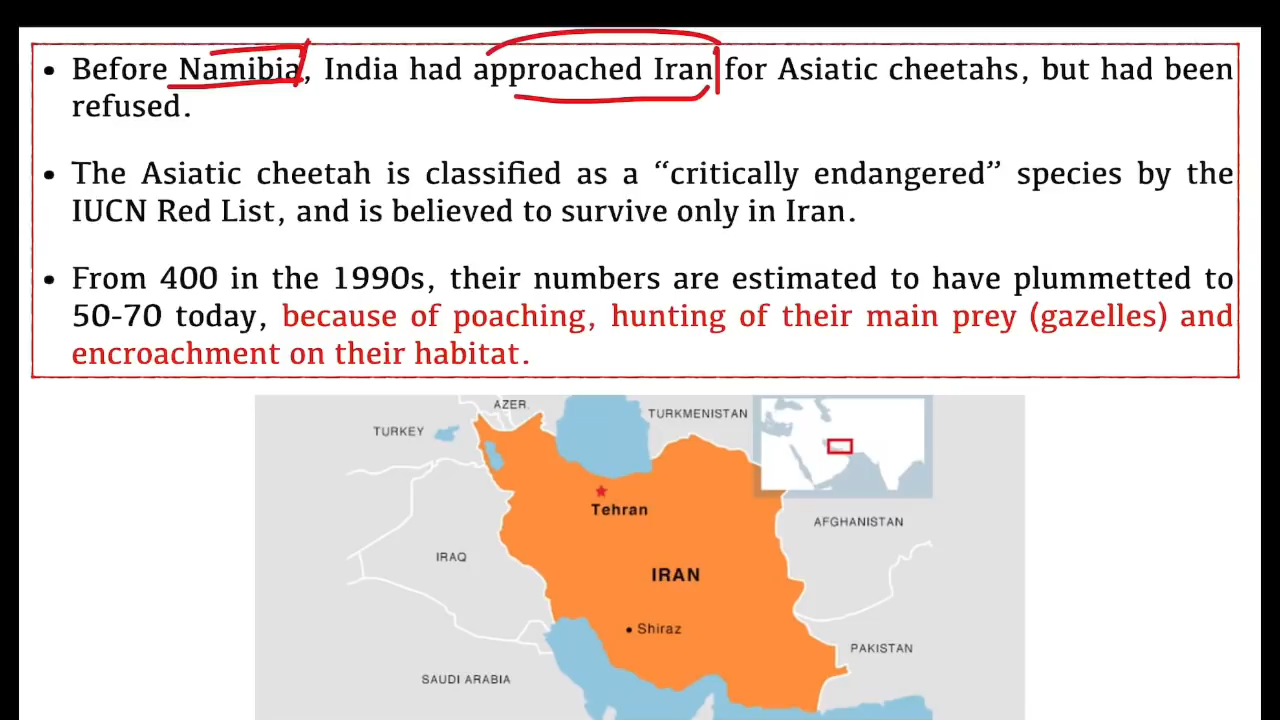 • Before Namibia, India had approached Iran for Asiatic cheetahs, but had been
refused.
• The Asiatic cheetah is classified as a “critically endangered” species by the
IUCN Red List, and is believed to survive only in Iran.
• From 400 in the 1990s, their numbers are estimated to have plummetted to
50-70 today, because of poaching, hunting of their main prey (gazelles) and
encroachment on their habitat.
AZER.
TURKMENISTAN
TURKEY
Tehran
AFGHANISTAN
IRAQ
IRAN
Shiraz
PAKISTAN
SAUDI ARABIA